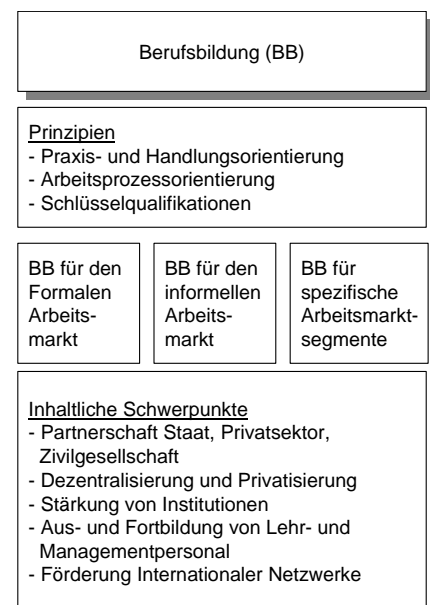 Berufsbildung (BB)
Prinzipien
- Praxis- und Handlungsorientierung
- Arbeitsprozessorientierung
- Schlüsselqualifikationen
BB für den
Formalen
Arbeits-
markt
BB für den
informellen
Arbeits-
markt
BB für
spezifische
Arbeitsmarkt-
segmente
Inhaltliche Schwerpunkte
- Partnerschaft Staat, Privatsektor,
Zivilgesellschaft
- Dezentralisierung und Privatisierung
- Stärkung von Institutionen
- Aus- und Fortbildung von Lehr- und
Managementpersonal
- Förderung Internationaler Netzwerke